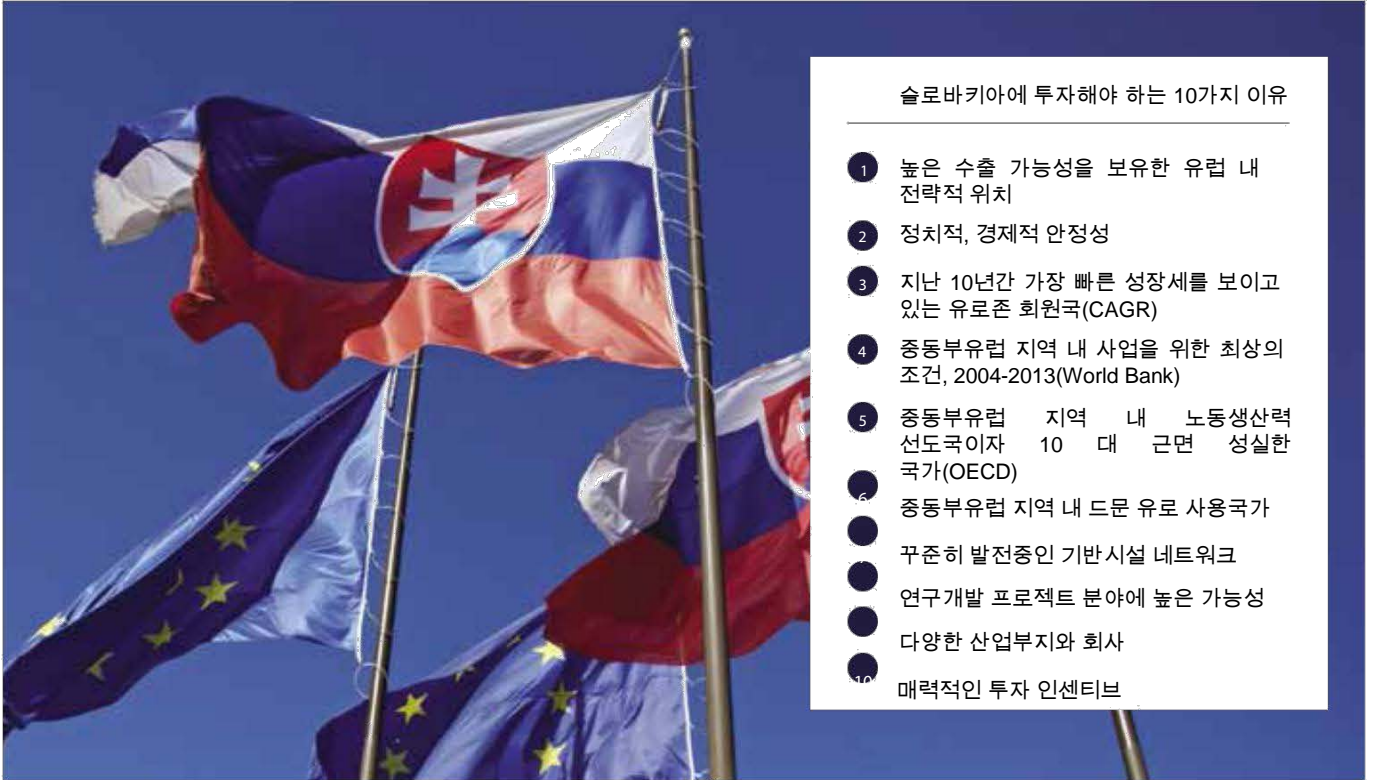 슬로바키아에 투자해야 하는 10가지 이유
1 높은 수출 가능성을 보유한 유럽 내
전략적 위치
2 정치적, 경제적 안정성
3 지난 10년간 가장 빠른 성장세를 보이고
있는 유로존 회원국(CAGR)
4 중동부유럽 지역 내 사업을 위한 최상의
조건, 2004-2013(World Bank)
5 중동부유럽 지역 내 노동생산력
선도국이자 10 대 근면 성실한
국가(OECD)
6 중동부유럽 지역 내 드문 유로 사용국가
꾸준히 발전중인 기반시설 네트워크
연구개발 프로젝트 분야에 높은 가능성
다양한 산업부지와 회사
10 매력적인 투자 인센티브